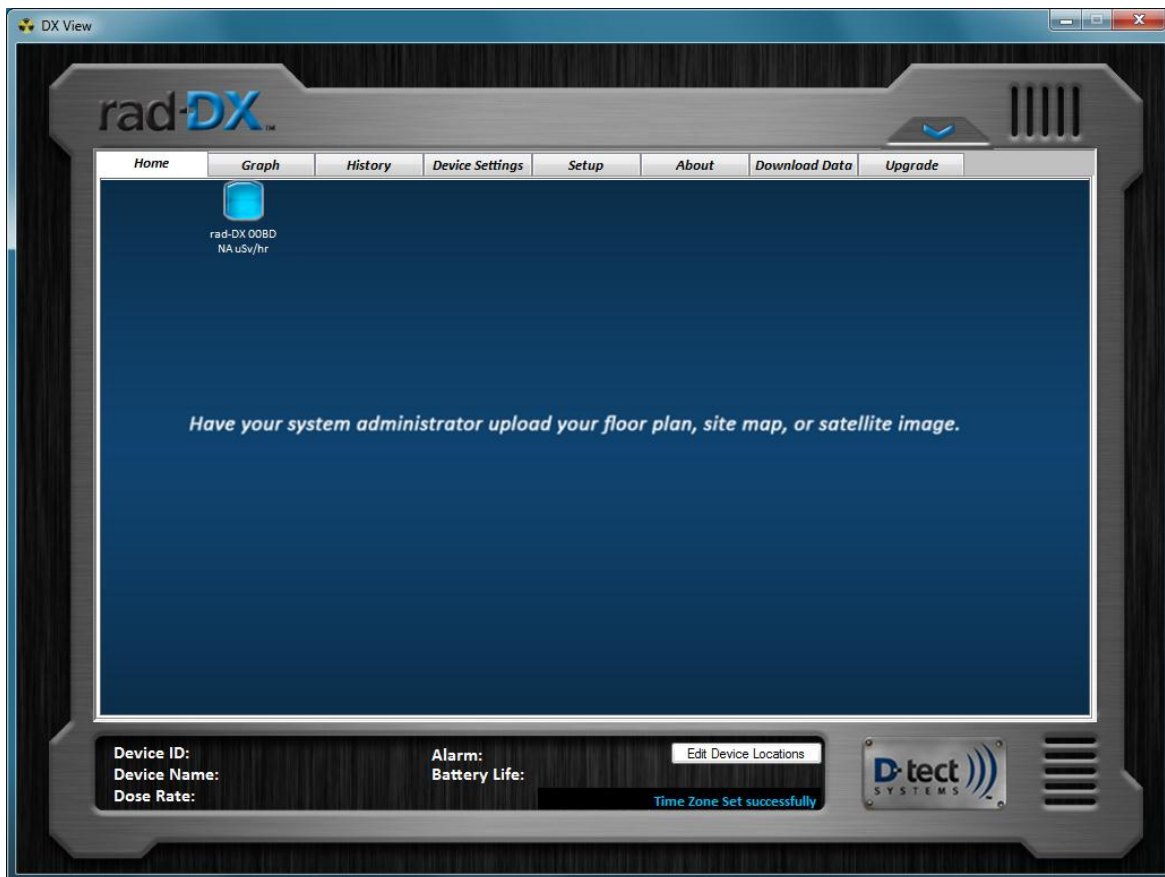 DX View
rad-DX™
Home Graph History Device Settings Setup About Download Data Upgrade
rad-DX 00BD
NA uSv/hr
Have your system administrator upload your floor plan, site map, or satellite image.
Device ID:
Device Name:
Dose Rate:
Alarm:
Battery Life:
Edit Device Locations
Time Zone Set successfully
D-tect
SYSTEMS